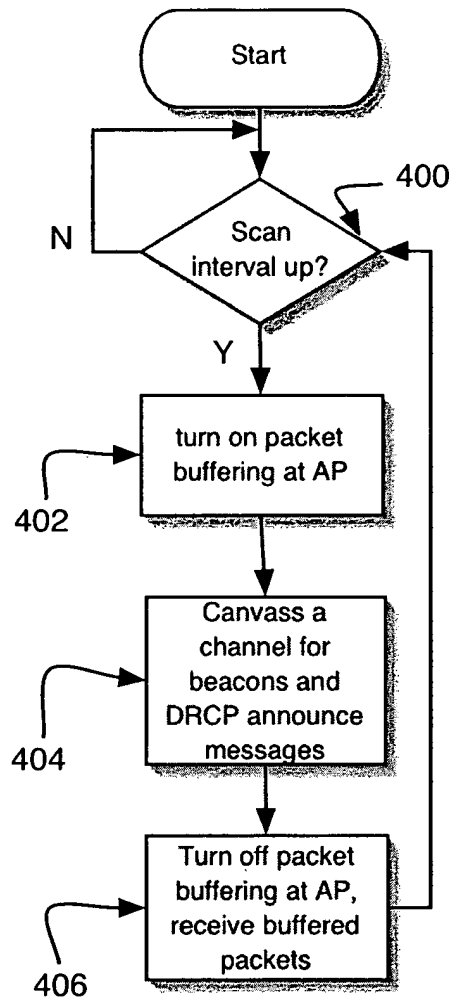 Start
400
N
Scan
interval up?
Y
turn on packet
buffering at AP
402
Canvass a
channel for
beacons and
DRCP announce
messages
404
Turn off packet
buffering at AP,
receive buffered
packets
406